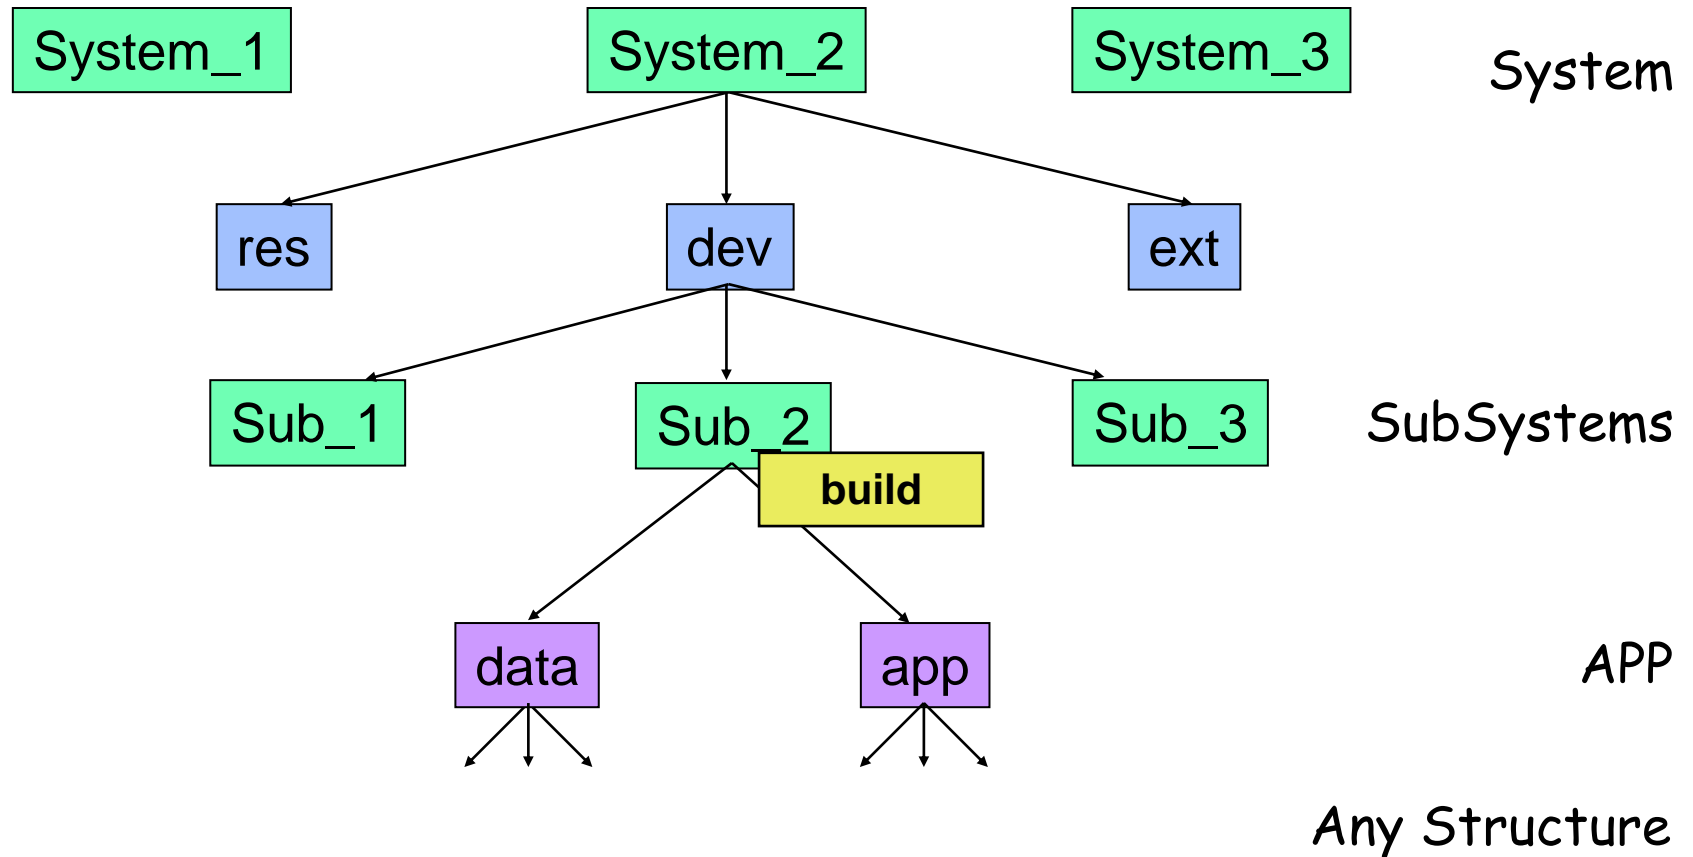 System_1
System_2
System_3
System
res
dev
ext
Sub_1
Sub_2
Sub_3
SubSystems
build
data
app
APP
Any Structure